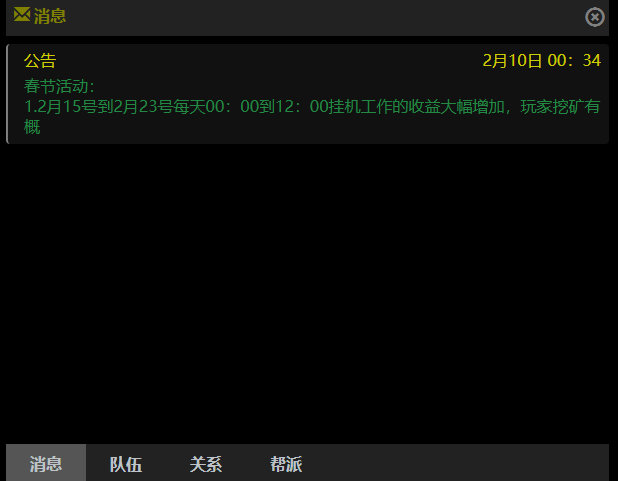 消息
公告 2月10日 00：34
春节活动：
1.2月15号到2月23号每天00：00到12：00挂机工作的收益大幅增加，玩家挖矿有
概
消息 队伍 关系 帮派